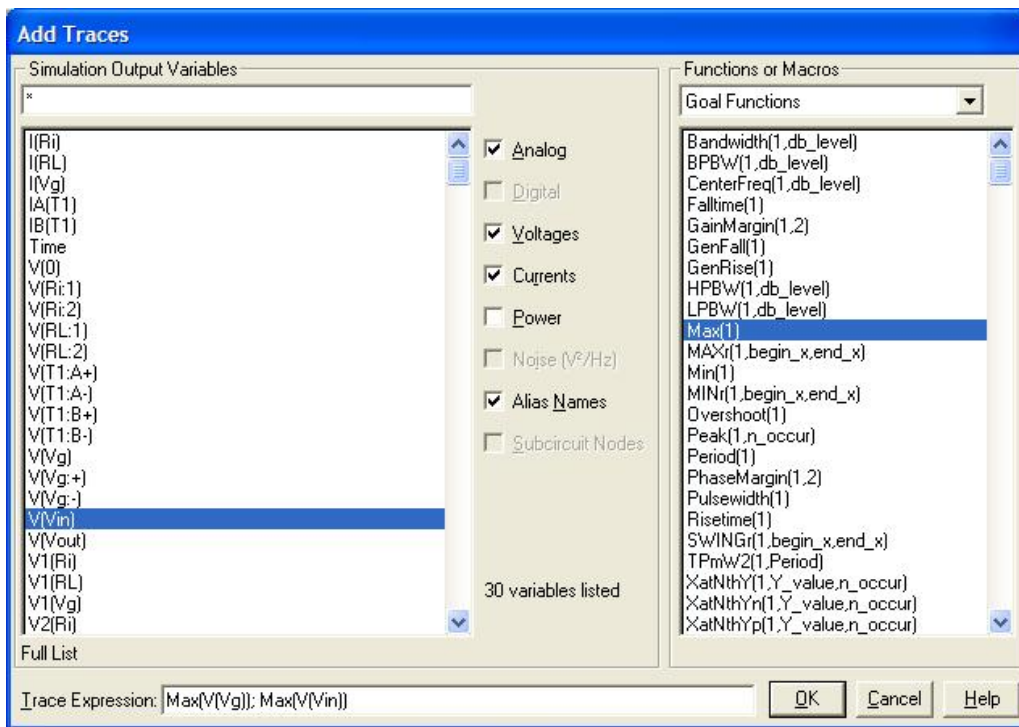 Add Traces
Simulation Output Variables
*
I(Ri)
I(RL)
I(Vg)
IA(T1)
IB(T1)
Time
V(0)
V(Ri:1)
V(Ri:2)
V(RL:1)
V(RL:2)
V(T1:A+)
V(T1:A-)
V(T1:B+)
V(T1:B-)
V(Vg)
V(Vg:+)
V(Vg:-)
V(Vin)
V(Vout)
V1(Ri)
V1(RL)
V1(Vg)
V2(Ri)
Full List
Analog
Digital
Voltages
Currents
Power
Noise (V²/Hz)
Alias Names
Subcircuit Nodes
30 variables listed
Functions or Macros
Goal Functions
Bandwidth(1,db_level)
BPBW(1,db_level)
CenterFreq(1,db_level)
Falltime(1)
GainMargin(1,2)
GenFall(1)
GenRise(1)
HPBW(1,db_level)
LPBW(1,db_level)
Max(1)
MAXr(1,begin_x,end_x)
Min(1)
MINr(1,begin_x,end_x)
Overshoot(1)
Peak(1,n_occur)
Period(1)
PhaseMargin(1,2)
Pulsewidth(1)
Risetime(1)
SWINGr(1,begin_x,end_x)
TPmW2(1,Period)
XatNthY(1,Y_value,n_occur)
XatNthYn(1,Y_value,n_occur)
XatNthYp(1,Y_value,n_occur)
Trace Expression: Max(V(Vg)); Max(V(Vin))
OK Cancel Help